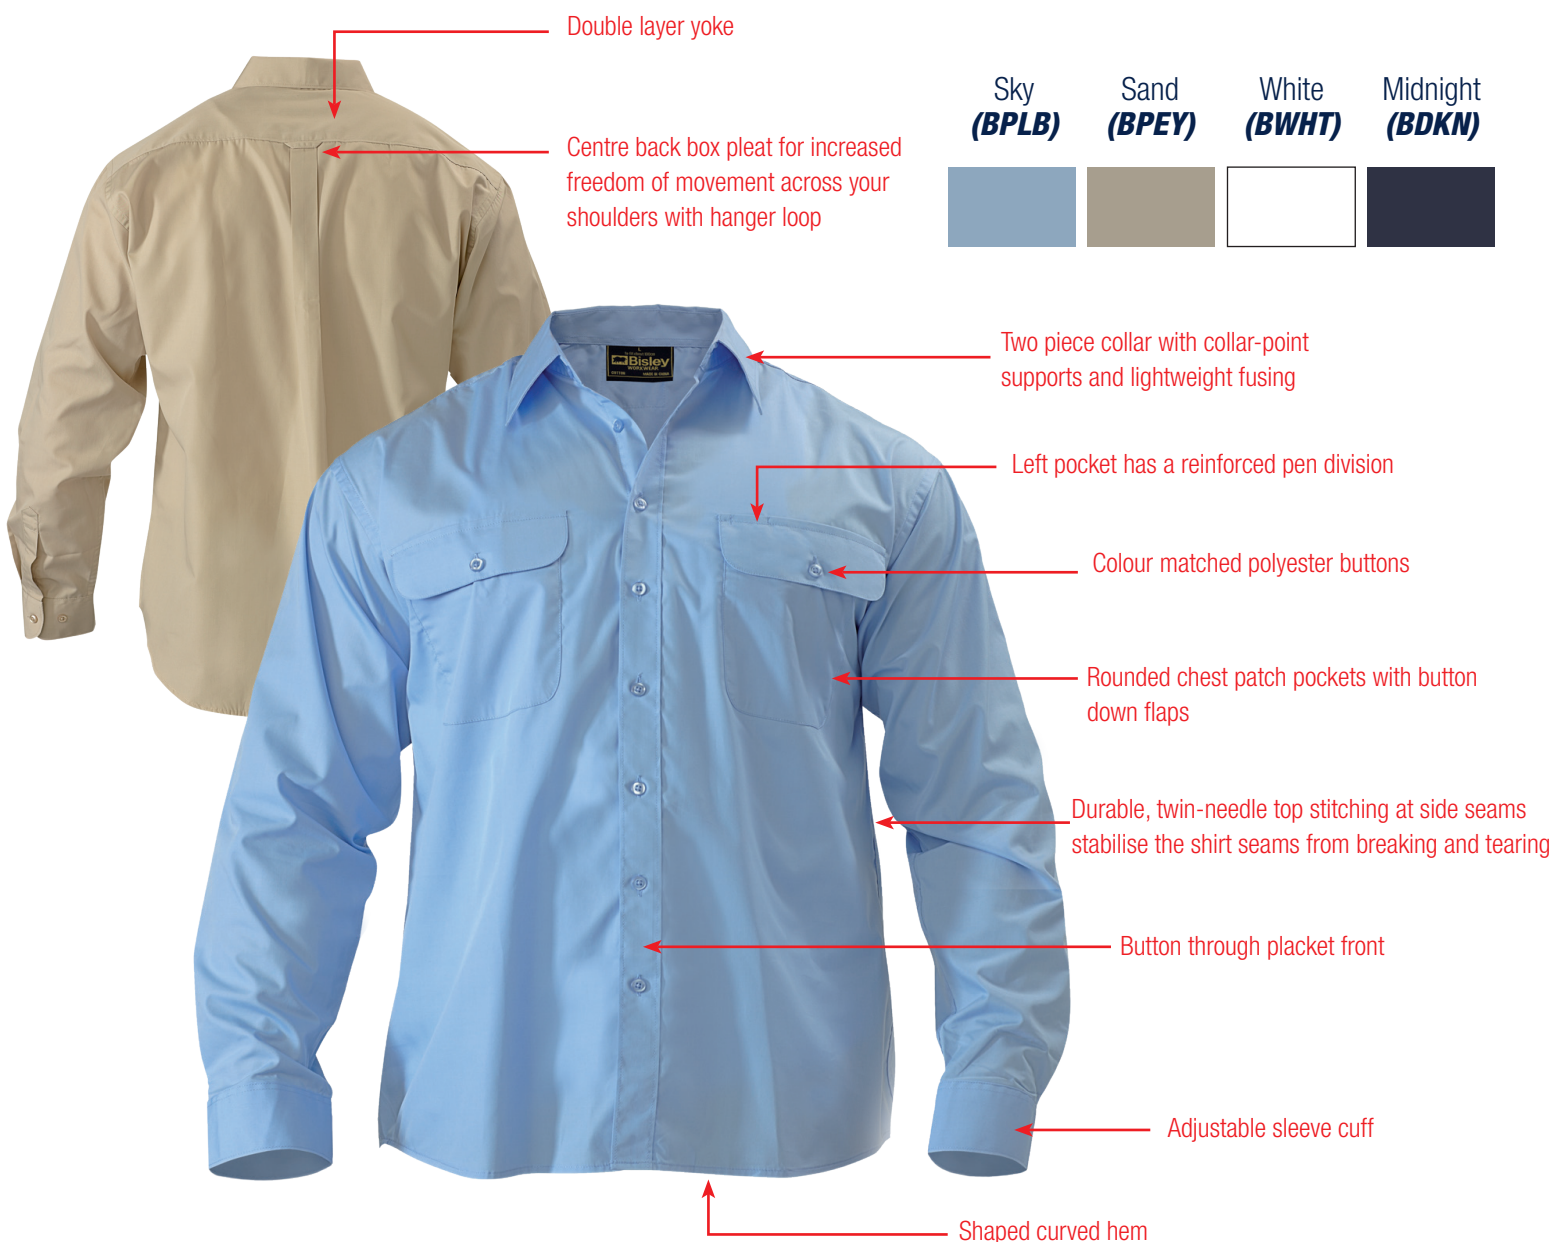 Double layer yoke
Centre back box pleat for increased
freedom of movement across your
shoulders with hanger loop
Sky
(BPLB)
Sand
(BPEY)
White
(BWHT)
Midnight
(BDKN)
Bisley
WORKWEAR
Two piece collar with collar-point
supports and lightweight fusing
Left pocket has a reinforced pen division
Colour matched polyester buttons
Rounded chest patch pockets with button
down flaps
Durable, twin-needle top stitching at side seams
stabilise the shirt seams from breaking and tearing
Button through placket front
Adjustable sleeve cuff
Shaped curved hem